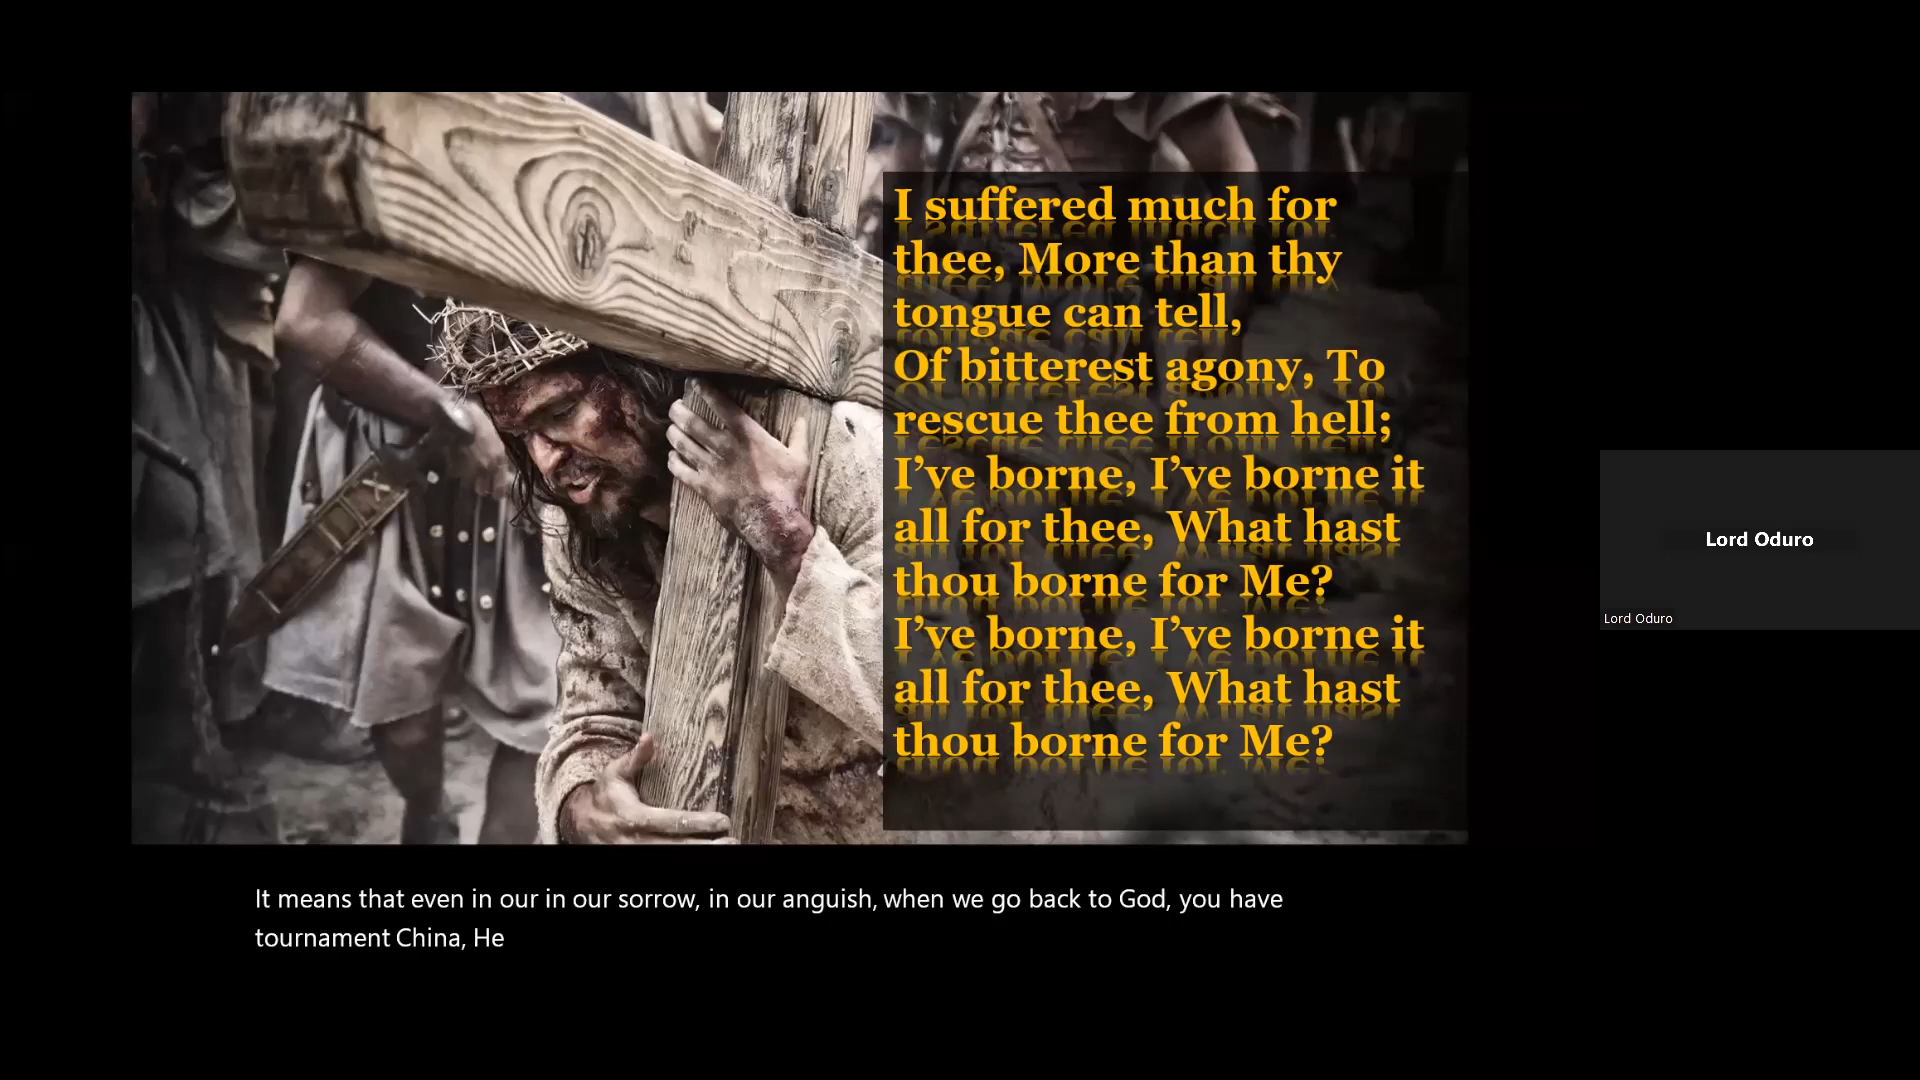 I suffered much for
thee, More than thy
tongue can tell,
Of bitterest agony, To
rescue thee from hell;
I’ve borne, I’ve borne it
all for thee, What hast
thou borne for Me?
I’ve borne, I’ve borne it
all for thee, What hast
thou borne for Me?
Lord Oduro
Lord Oduro
It means that even in our in our sorrow, in our anguish, when we go back to God, you have
tournament China, He